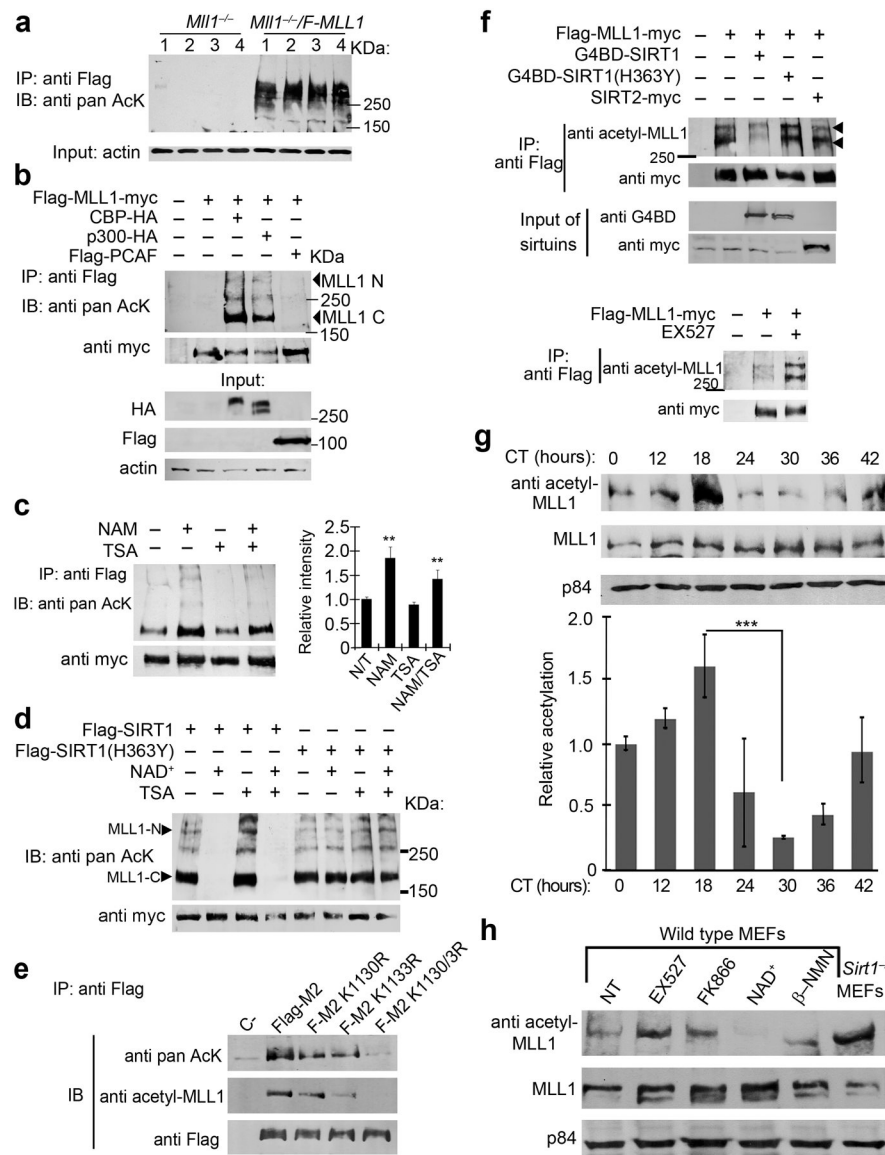 a
Mll1⁻/⁻ Mll1⁻/⁻/F-MLL1
1 2 3 4 1 2 3 4 KDa:
IP: anti Flag
IB: anti pan AcK
250
150
Input: actin
b
Flag-MLL1-myc – + + + +
CBP-HA +
p300-HA +
Flag-PCAF + KDa
IP: anti Flag
MLL1 N
250
IB: anti pan AcK
MLL1 C
150
anti myc
Input:
HA
250
Flag
100
actin
c
NAM – + – +
TSA – – + +
IP: anti Flag
IB: anti pan AcK
anti myc
Relative intensity
2.5
2.0
1.5
1.0
0.5
0
** **
N/T NAM TSA NAM/TSA
d
Flag-SIRT1 + + + + – – – –
Flag-SIRT1(H363Y) – – – – + + + +
NAD⁺ – + – + – + – +
TSA – – + + – – + +
KDa:
MLL1-N
IB: anti pan AcK
250
MLL1-C
150
anti myc
e
IP: anti Flag
C- Flag-M2 F-M2 K1130R F-M2 K1133R F-M2 K1130/3R
anti pan AcK
IB
anti acetyl-MLL1
anti Flag
f
Flag-MLL1-myc – + + + +
G4BD-SIRT1 +
G4BD-SIRT1(H363Y) +
SIRT2-myc +
IP:
anti Flag
anti acetyl-MLL1
250
anti myc
Input of
sirtuins
anti G4BD
anti myc
Flag-MLL1-myc – + +
EX527 – – +
IP:
anti Flag
anti acetyl-MLL1
250
anti myc
g
CT (hours): 0 12 18 24 30 36 42
anti acetyl-
MLL1
MLL1
p84
Relative acetylation
2.0
1.5
1.0
0.5
0
***
CT (hours): 0 12 18 24 30 36 42
h
Wild type MEFs
NT EX527 FK866 NAD⁺ β–NMN
Sirt1⁻/
MEFs
anti acetyl-
MLL1
MLL1
p84